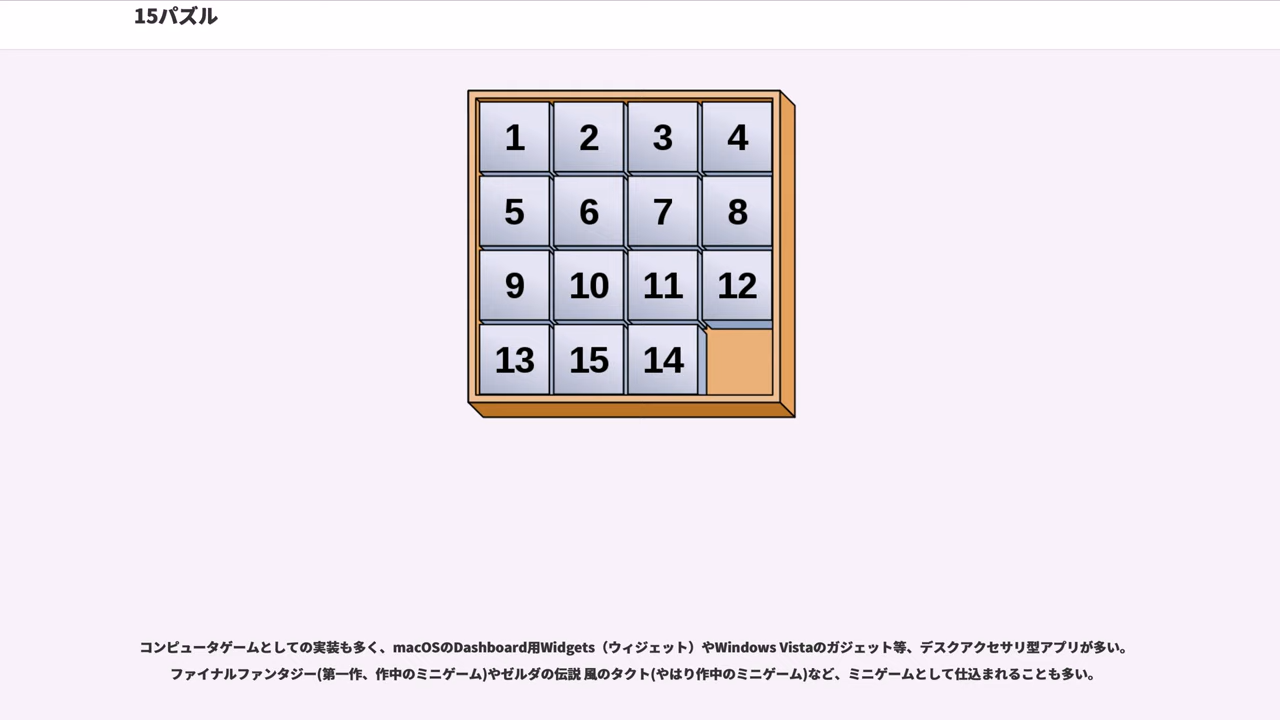 15パズル
1 2 3 4
5 6 7 8
9 10 11 12
13 15 14
コンピュータゲームとしての実装も多く、macOSのDashboard用Widgets（ウィジェット）やWindows Vistaのガジェット等、デスクアクセサリ型アプリが多い。
ファイナルファンタジー(第一作、作中のミニゲーム)やゼルダの伝説 風のタクト(やはり作中のミニゲーム)など、ミニゲームとして仕込まれることも多い。